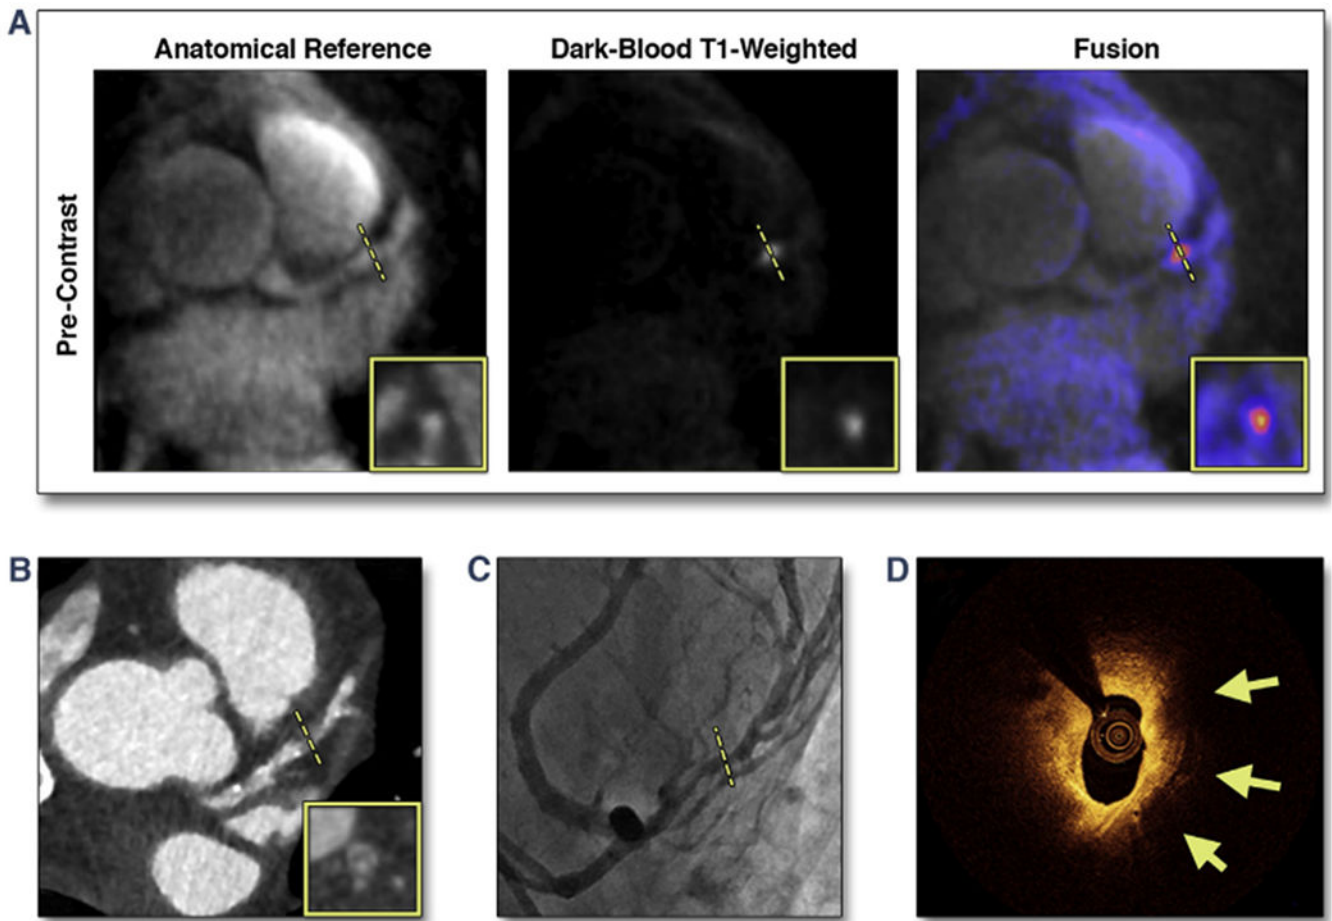 A
Anatomical Reference
Dark-Blood T1-Weighted
Fusion
Pre-Contrast
B
C
D